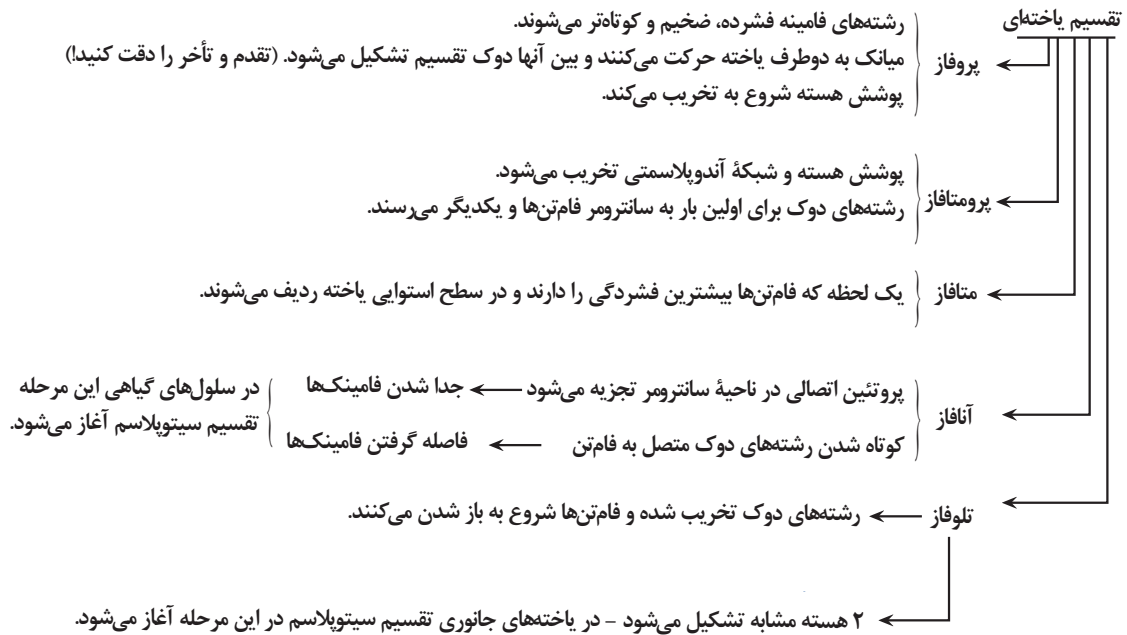 تقسیم یاخته‌ای
پروفاز
رشته‌های فامینه فشرده، ضخیم و کوتاه‌تر می‌شوند.
میانک به دوطرف یاخته حرکت می‌کنند و بین آنها دوک تقسیم تشکیل می‌شود. (تقدم و تأخر را دقت کنید!)
پوشش هسته شروع به تخریب می‌کند.
پرومتافاز
پوشش هسته و شبکهٔ آندوپلاسمتی تخریب می‌شود.
رشته‌های دوک برای اولین بار به سانترومر فام‌تن‌ها و یکدیگر می‌رسند.
متافاز
یک لحظه که فام‌تن‌ها بیشترین فشردگی را دارند و در سطح استوایی یاخته ردیف می‌شوند.
آنافاز
پروتئین اتصالی در ناحیهٔ سانترومر تجزیه می‌شود ← جدا شدن فامینک‌ها
کوتاه شدن رشته‌های دوک متصل به فام‌تن ← فاصله گرفتن فامینک‌ها
در سلول‌های گیاهی این مرحله
تقسیم سیتوپلاسم آغاز می‌شود.
تلوفاز ← رشته‌های دوک تخریب شده و فام‌تن‌ها شروع به باز شدن می‌کنند.
۲ هسته مشابه تشکیل می‌شود – در یاخته‌های جانوری تقسیم سیتوپلاسم در این مرحله آغاز می‌شود.